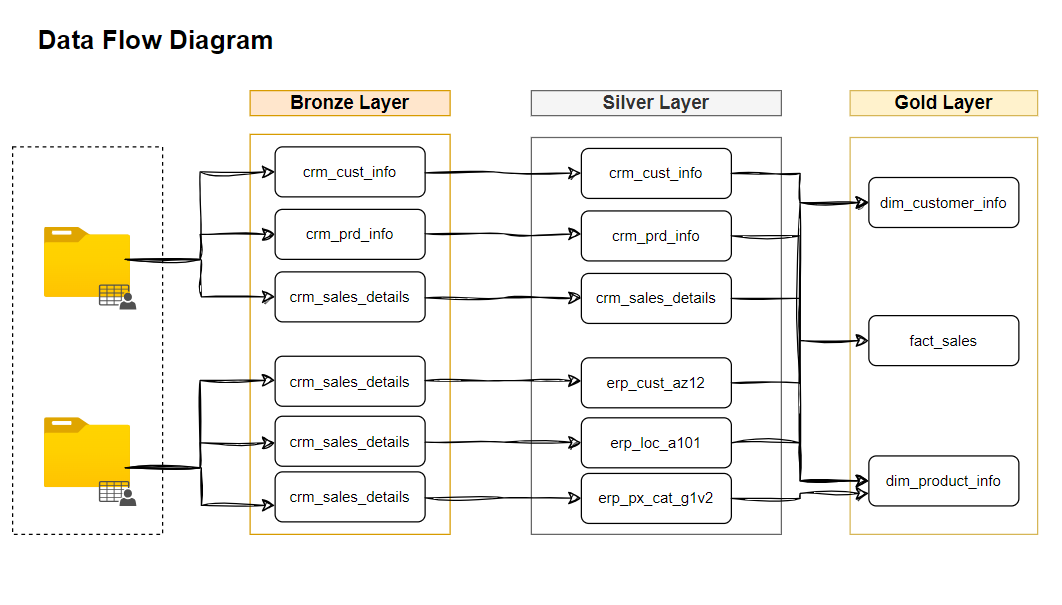 Data Flow Diagram
Bronze Layer
Silver Layer
Gold Layer
crm_cust_info
crm_prd_info
crm_sales_details
crm_sales_details
crm_sales_details
crm_sales_details
crm_cust_info
crm_prd_info
crm_sales_details
erp_cust_az12
erp_loc_a101
erp_px_cat_g1v2
dim_customer_info
fact_sales
dim_product_info